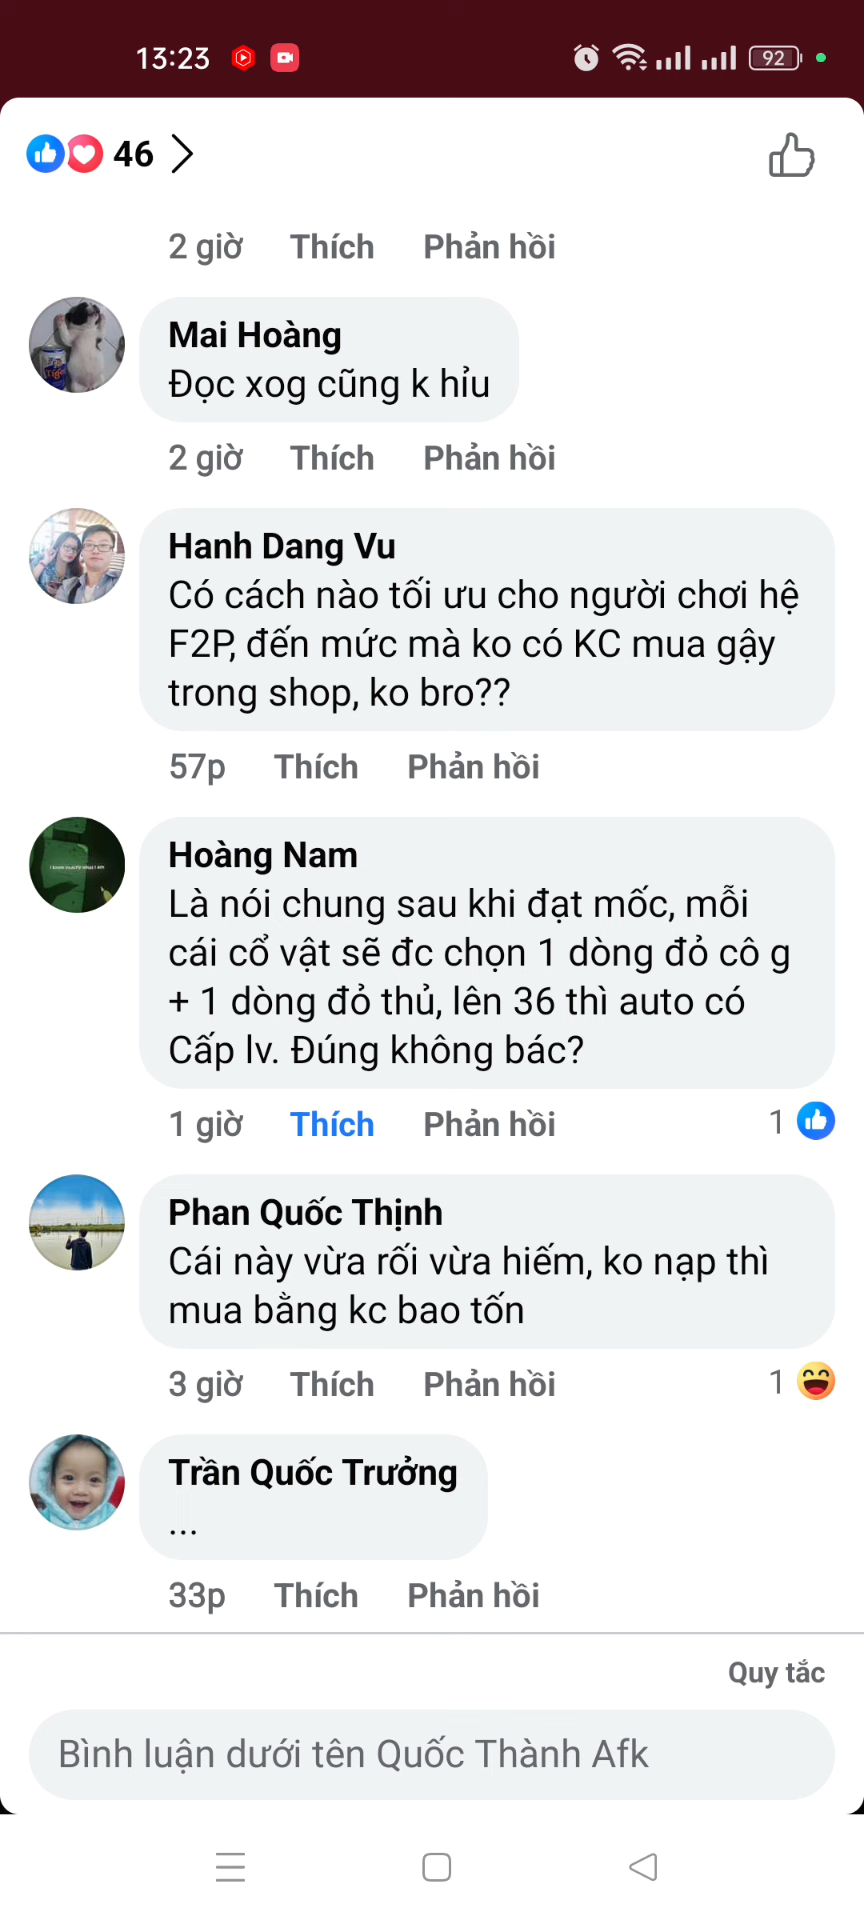 13:23
92
46
2 giờ Thích Phản hồi
Mai Hoàng
Đọc xog cũng k hỉu
2 giờ Thích Phản hồi
Hanh Dang Vu
Có cách nào tối ưu cho người chơi hệ
F2P, đến mức mà ko có KC mua gậy
trong shop, ko bro??
57p Thích Phản hồi
Hoàng Nam
Là nói chung sau khi đạt mốc, mỗi
cái cổ vật sẽ đc chọn 1 dòng đỏ cô g
+ 1 dòng đỏ thủ, lên 36 thì auto có
Cấp lv. Đúng không bác?
1 giờ Thích Phản hồi 1
Phan Quốc Thịnh
Cái này vừa rối vừa hiếm, ko nạp thì
mua bằng kc bao tốn
3 giờ Thích Phản hồi 1
Trần Quốc Trưởng
...
33p Thích Phản hồi
Quy tắc
Bình luận dưới tên Quốc Thành Afk